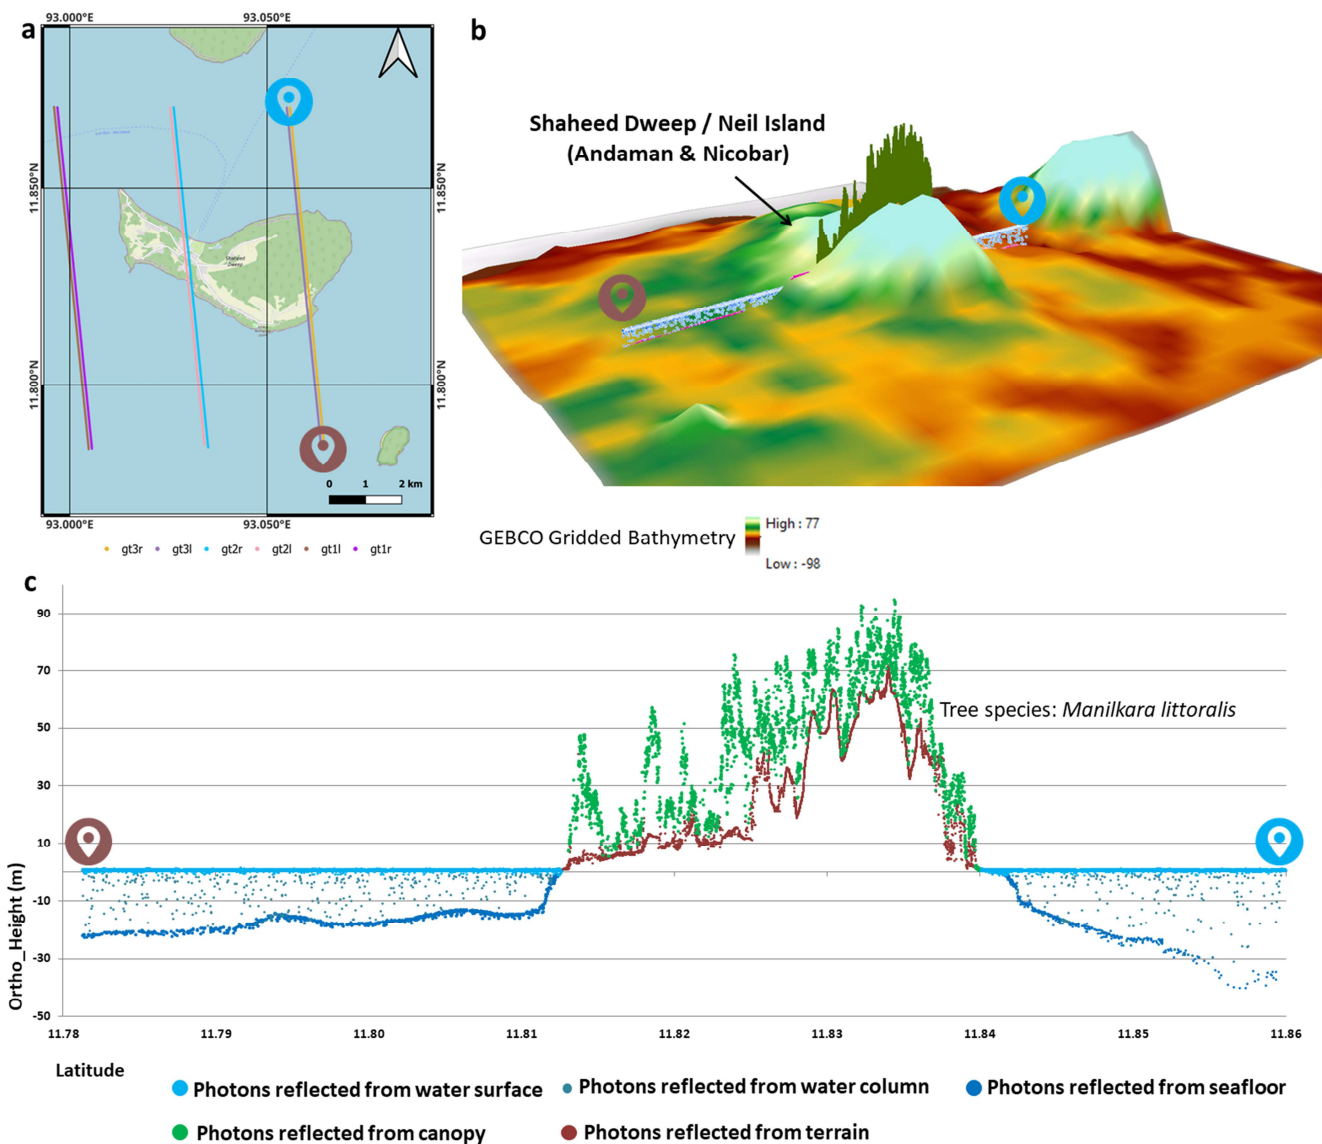 a
93.000°E 93.050°E
11.850°N 11.850°N
Shaheed
Dweep
11.800°N 11.800°N
0 1 2 km
93.000°E 93.050°E
gt3r gt3l gt2r gt2l gt1l gt1r
b
Shaheed Dweep / Neil Island
(Andaman & Nicobar)
GEBCO Gridded Bathymetry
High : 77
Low : -98
c
Ortho_Height (m)
90
70
50
30
10
-10
-30
-50
Tree species: Manilkara littoralis
11.78 11.79 11.80 11.81 11.82 11.83 11.84 11.85 11.86
Latitude
Photons reflected from water surface
Photons reflected from water column
Photons reflected from seafloor
Photons reflected from canopy
Photons reflected from terrain